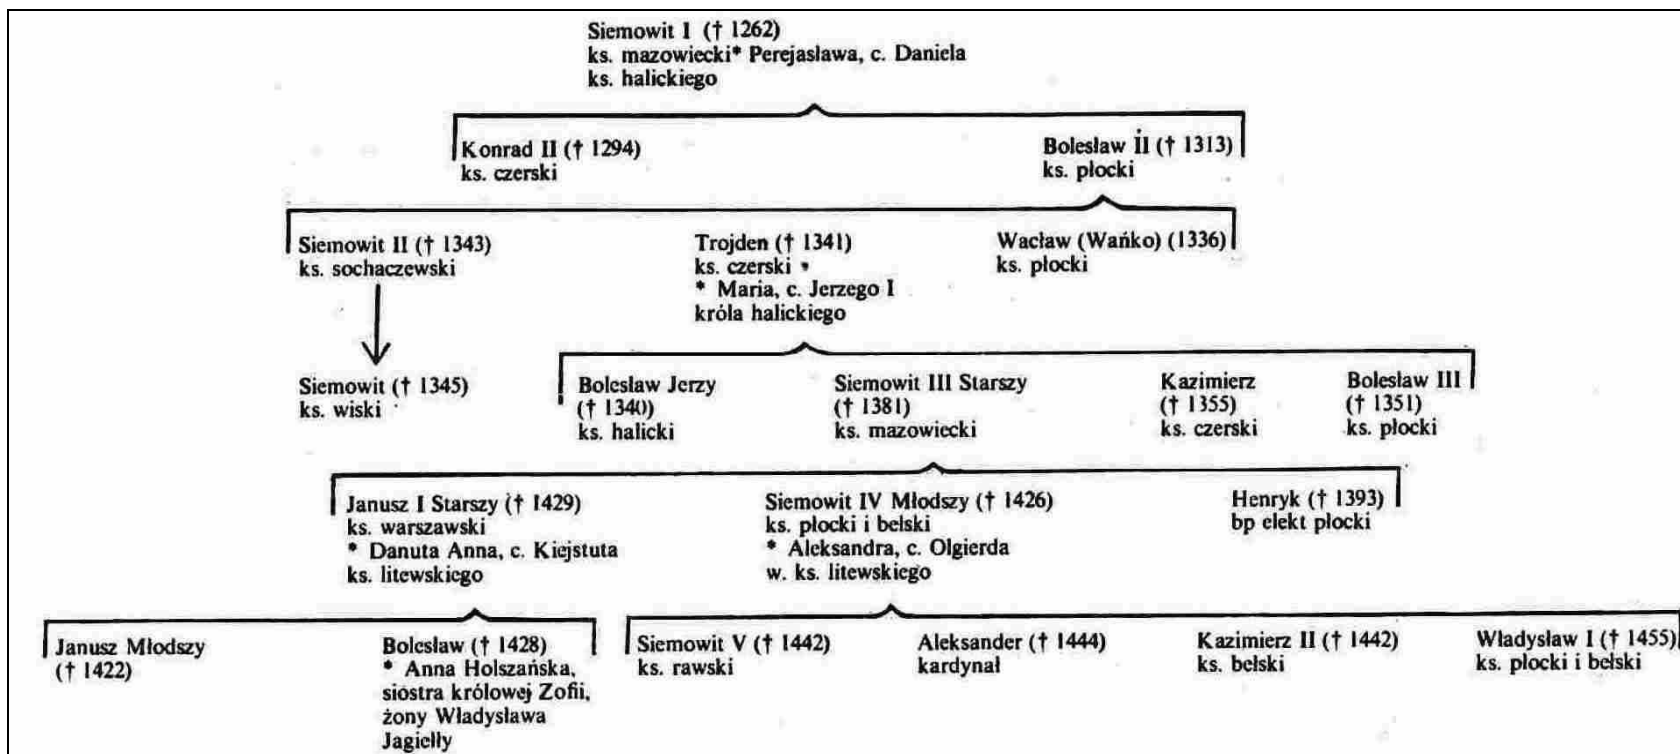 Siemowit I († 1262)
ks. mazowiecki* Perejasława, c. Daniela
ks. halickiego
Konrad II († 1294)
ks. czerski
Bolesław II († 1313)
ks. płocki
Siemowit II († 1343)
ks. sochaczewski
Trojden († 1341)
ks. czerski
* Maria, c. Jerzego I
króla halickiego
Wacław (Wańko) (1336)
ks. płocki
Siemowit († 1345)
ks. wiski
Bolesław Jerzy
(† 1340)
ks. halicki
Siemowit III Starszy
(† 1381)
ks. mazowiecki
Kazimierz
(† 1355)
ks. czerski
Bolesław III
(† 1351)
ks. płocki
Janusz I Starszy († 1429)
ks. warszawski
* Danuta Anna, c. Kiejstuta
ks. litewskiego
Siemowit IV Młodszy († 1426)
ks. płocki i bełski
* Aleksandra, c. Olgierda
w. ks. litewskiego
Henryk († 1393)
bp elekt płocki
Janusz Młodszy
(† 1422)
Bolesław († 1428)
* Anna Holszańska,
siostra królowej Zofii,
żony Władysława
Jagiełły
Siemowit V († 1442)
ks. rawski
Aleksander († 1444)
kardynał
Kazimierz II († 1442)
ks. bełski
Władysław I († 1455)
ks. płocki i bełski